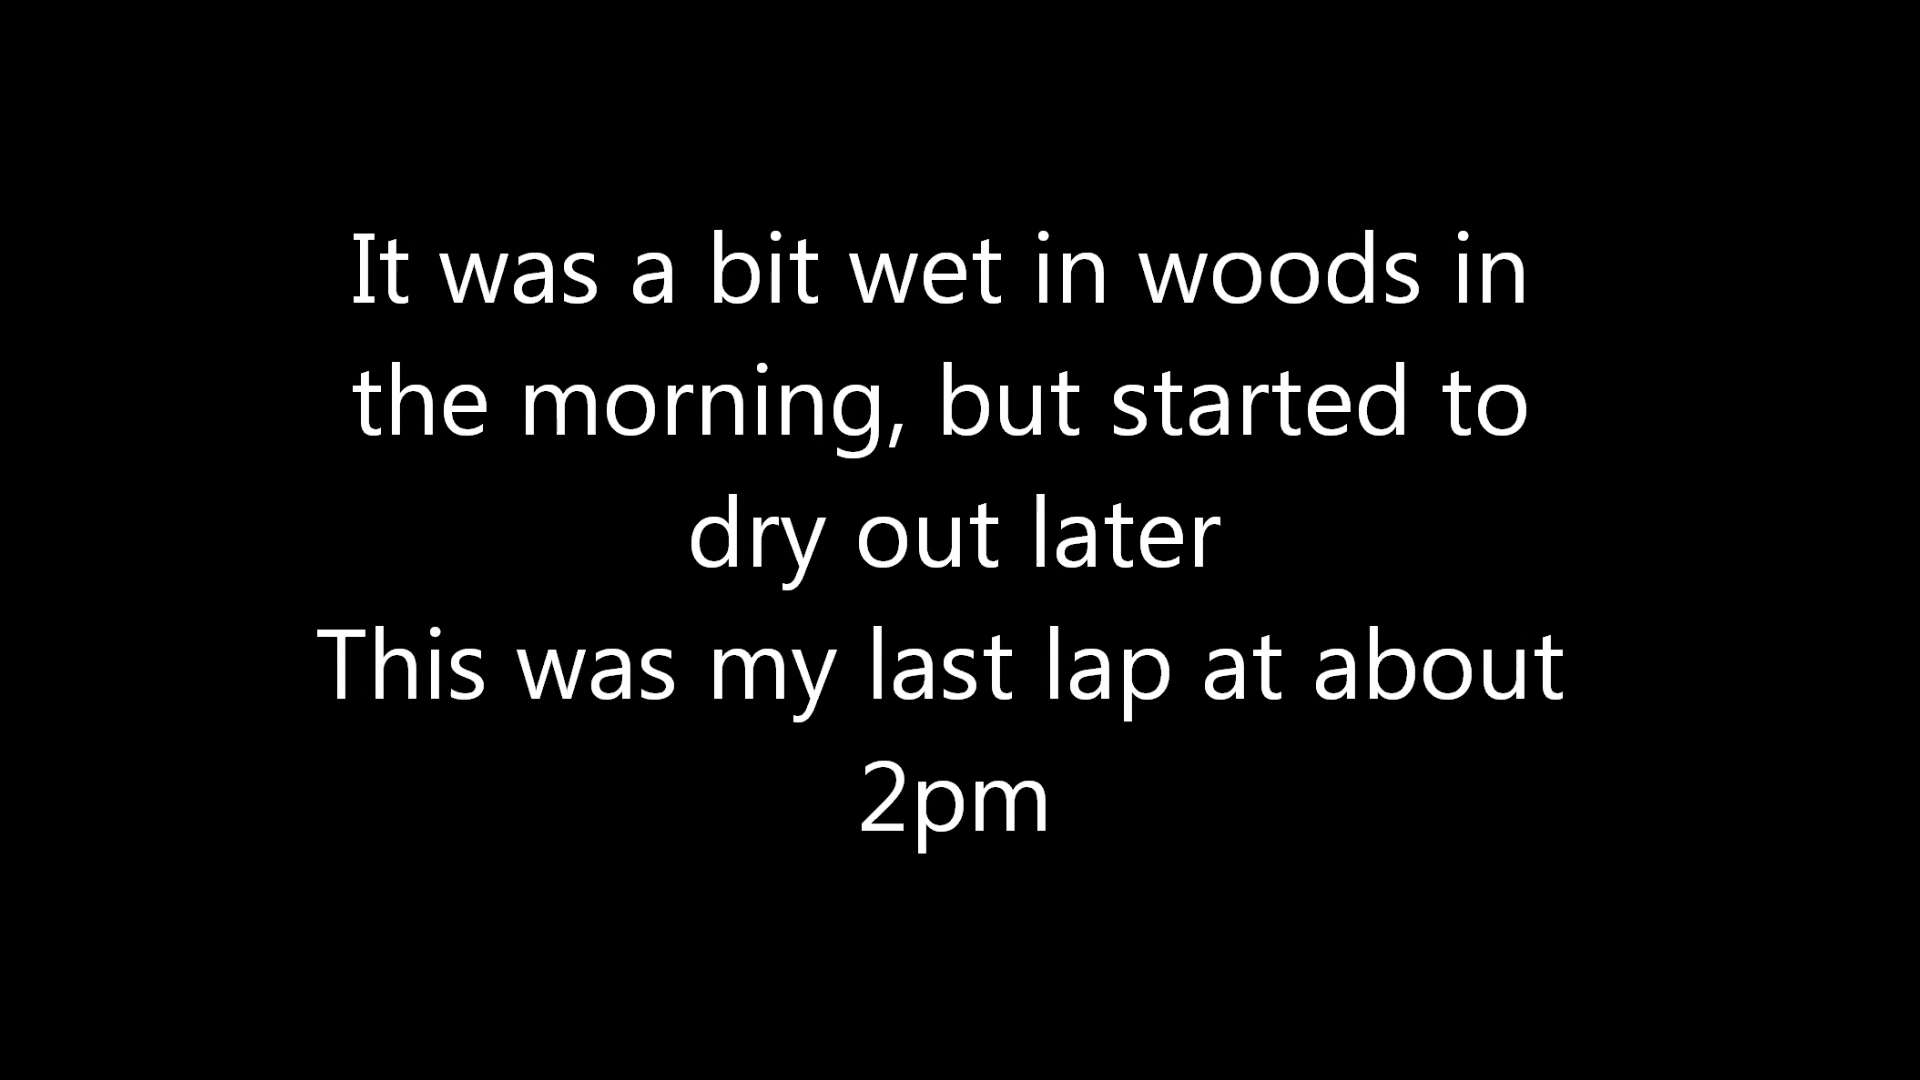 It was a bit wet in woods in
the morning, but started to
dry out later
This was my last lap at about
2pm